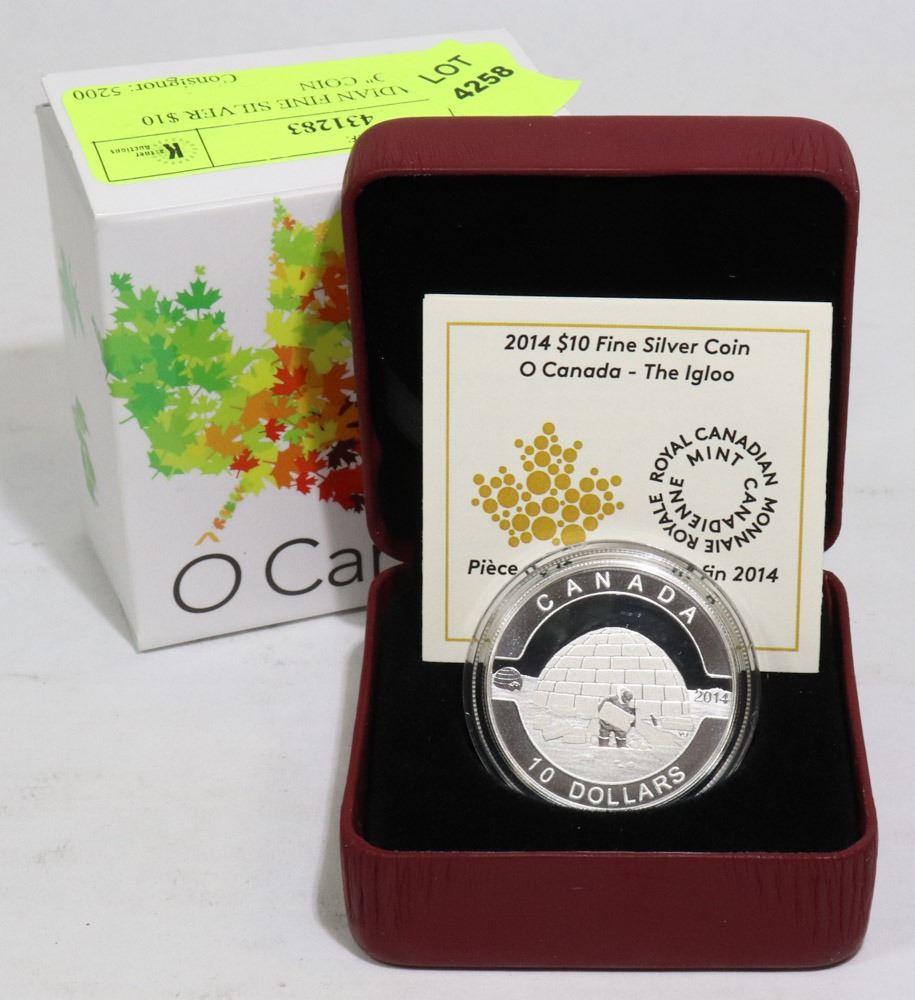 LOT
4258
Consignor: 5200
COIN
FINE SILVER $10
431283
K
Auctions
O Ca
2014 $10 Fine Silver Coin
O Canada - The Igloo
ROYAL CANADIAN MINT
MONNAIE ROYALE CANADIENNE
Pièce
fin 2014
CANADA
2014
10 DOLLARS